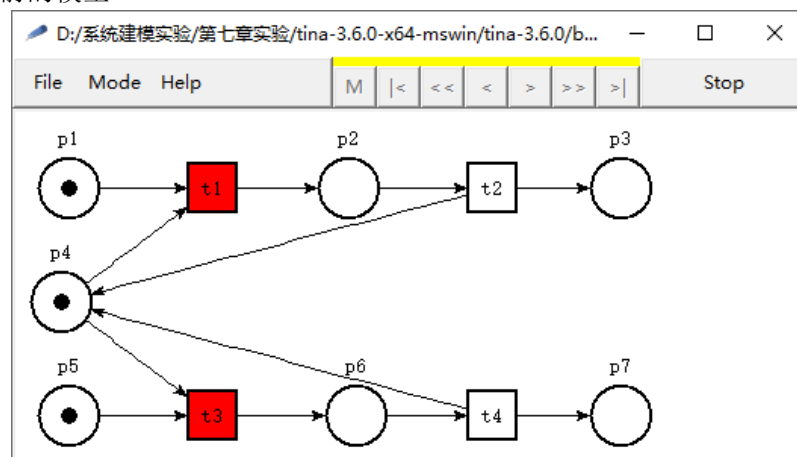 D:/系统建模实验/第七章实验/tina-3.6.0-x64-mswin/tina-3.6.0/b...
File Mode Help M |< << < > >> >| Stop
p1 p2 p3
t1 t2
p4
p5 p6 p7
t3 t4